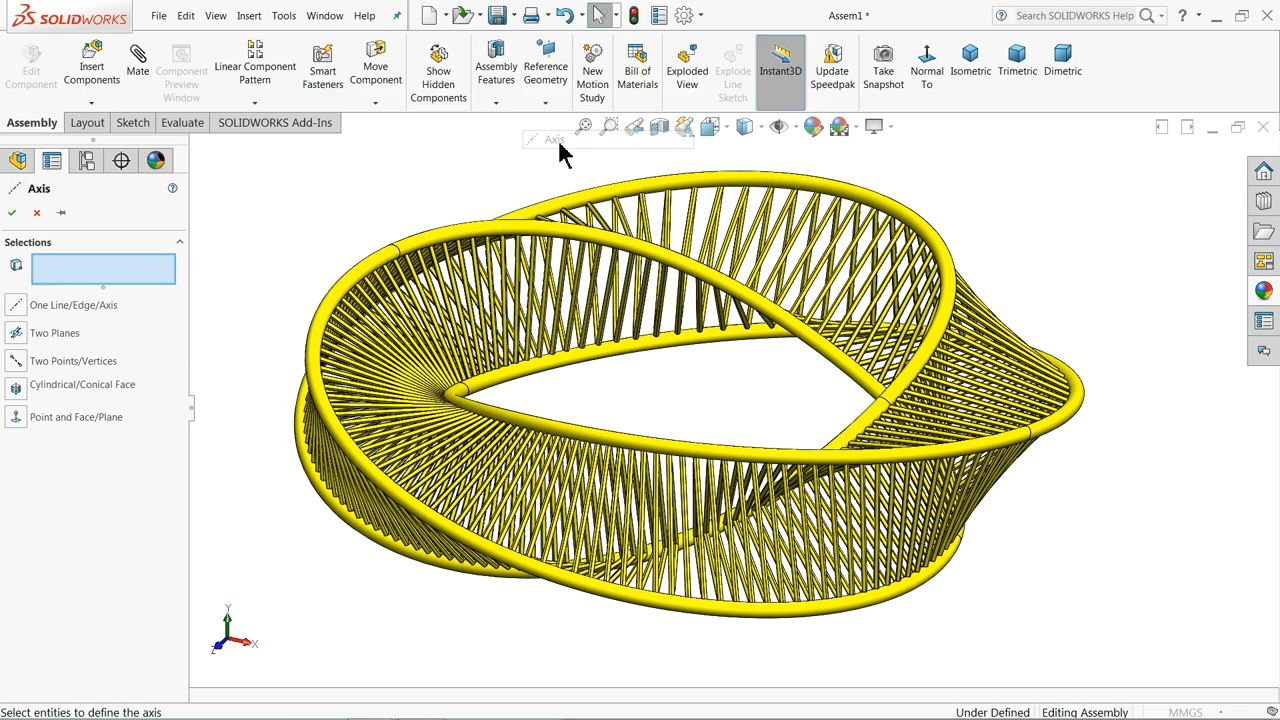 SOLIDWORKS File Edit View Insert Tools Window Help Assem1 * Search SOLIDWORKS Help ?
Edit Component
Insert Components
Mate
Component Preview Window
Linear Component Pattern
Smart Fasteners
Move Component
Show Hidden Components
Assembly Features
Reference Geometry
New Motion Study
Bill of Materials
Exploded View
Explode Line Sketch
Instant3D
Update Speedpak
Take Snapshot
Normal To
Isometric
Trimetric
Dimetric
Assembly Layout Sketch Evaluate SOLIDWORKS Add-Ins
Axis
Axis
Selections
One Line/Edge/Axis
Two Planes
Two Points/Vertices
Cylindrical/Conical Face
Point and Face/Plane
Y
X
Z
Select entities to define the axis Under Defined Editing Assembly MMGS